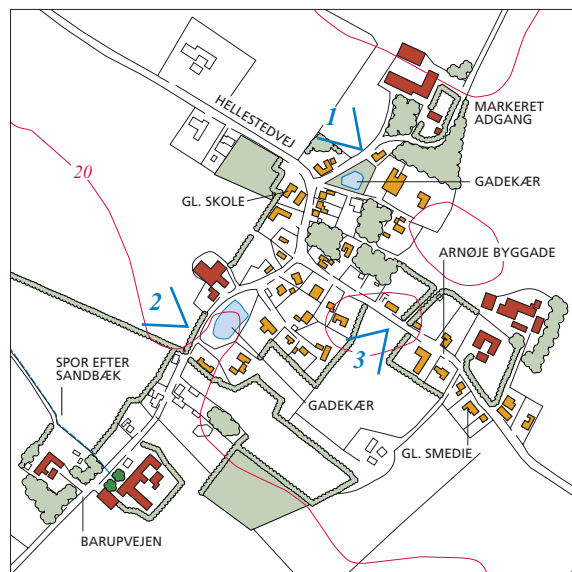 1
HELLESTEDVEJ
MARKERET
ADGANG
20
GADEKÆR
GL. SKOLE
ARNØJE BYGGADE
2
3
SPOR EFTER
SANDBÆK
GADEKÆR
GL. SMEDIE
BARUPVEJEN